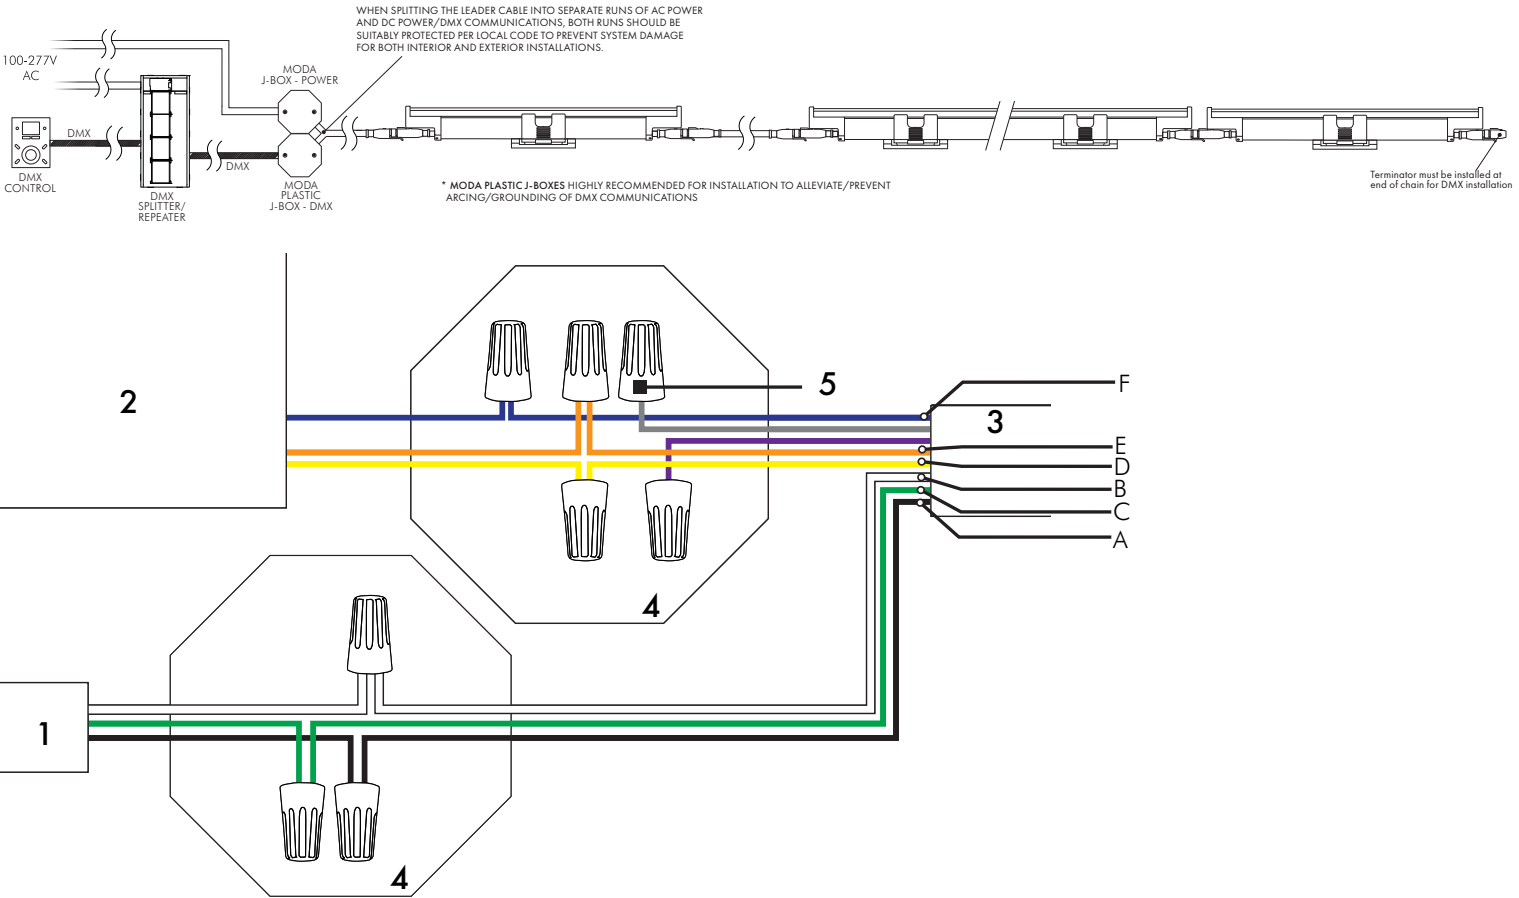 WHEN SPLITTING THE LEADER CABLE INTO SEPARATE RUNS OF AC POWER
AND DC POWER/DMX COMMUNICATIONS, BOTH RUNS SHOULD BE
SUITABLY PROTECTED PER LOCAL CODE TO PREVENT SYSTEM DAMAGE
FOR BOTH INTERIOR AND EXTERIOR INSTALLATIONS.
100-277V
AC
MODA
J-BOX - POWER
DMX
DMX
DMX
CONTROL
DMX
SPLITTER/
REPEATER
MODA
PLASTIC
J-BOX - DMX
* MODA PLASTIC J-BOXES HIGHLY RECOMMENDED FOR INSTALLATION TO ALLEVIATE/PREVENT
ARCING/GROUNDING OF DMX COMMUNICATIONS
Terminator must be installed at
end of chain for DMX installation
2
5
F
3
E
D
B
C
A
4
1
4